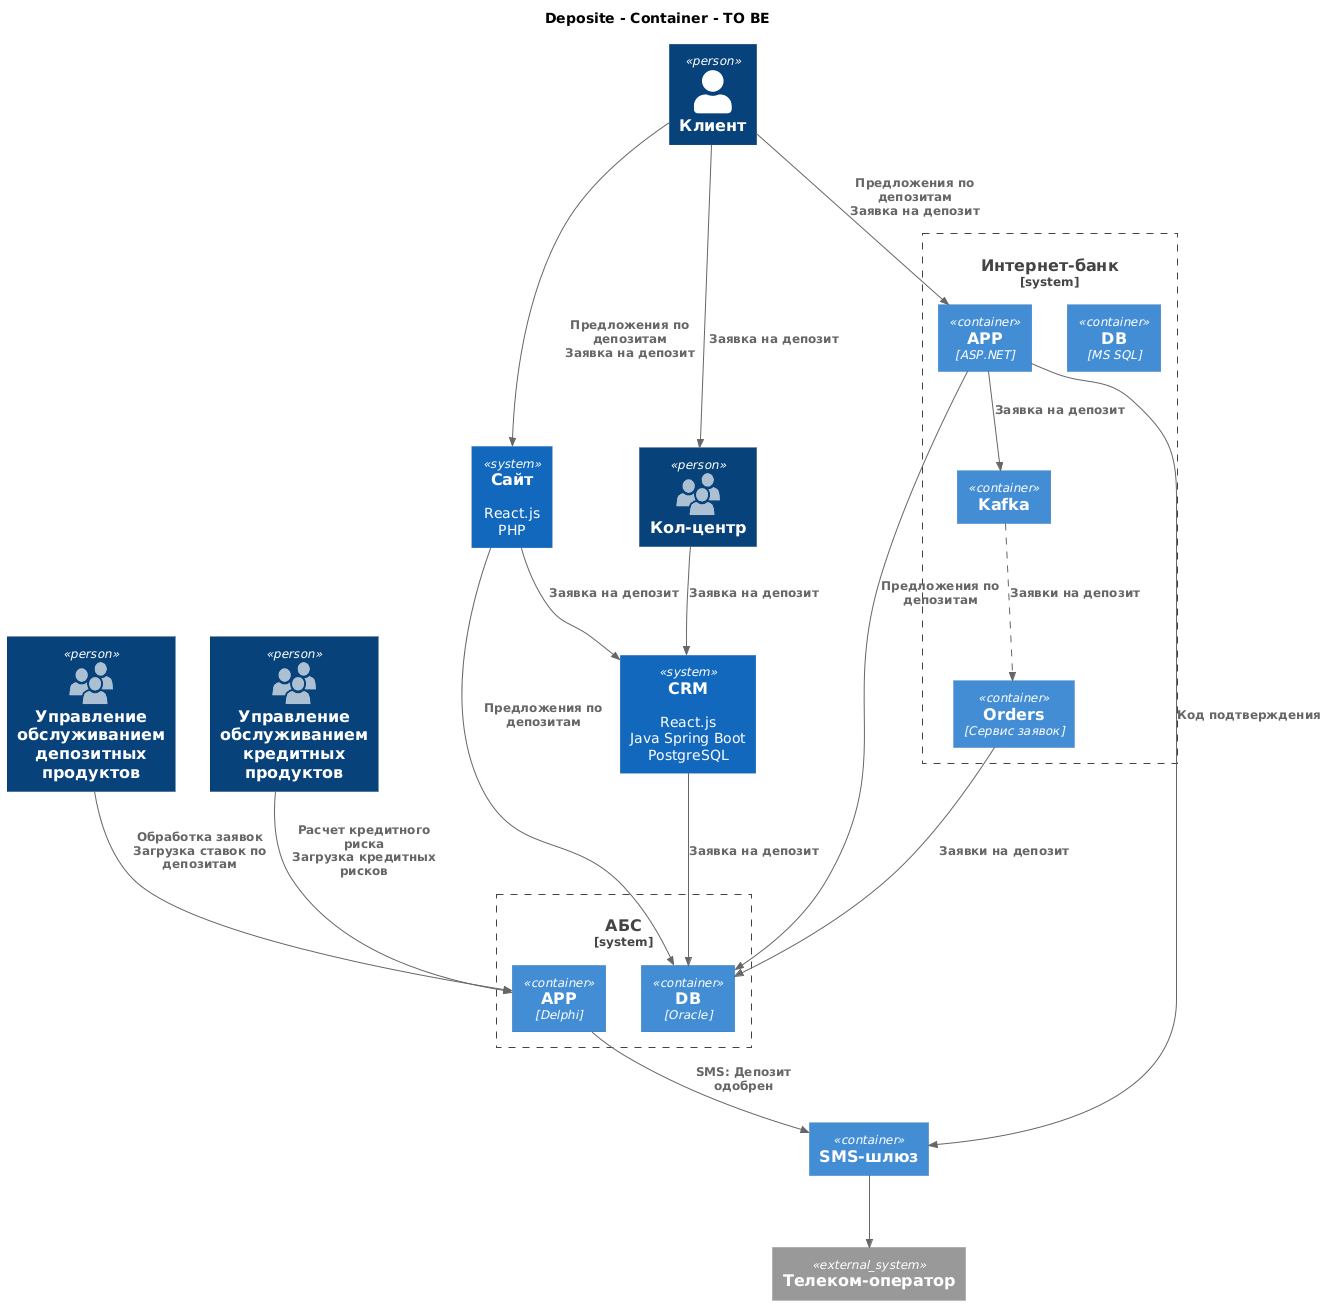 Deposite - Container - TO BE
«person»
Клиент
Предложения по
депозитам
Заявка на депозит
Интернет-банк
[system]
«container»
APP
[ASP.NET]
«container»
DB
[MS SQL]
Предложения по
депозитам
Заявка на депозит
Заявка на депозит
Заявка на депозит
«system»
Сайт
React.js
PHP
«person»
Кол-центр
«container»
Kafka
Заявка на депозит
Заявка на депозит
Предложения по
депозитам
Заявки на депозит
«person»
Управление
обслуживанием
депозитных
продуктов
«person»
Управление
обслуживанием
кредитных
продуктов
Предложения по
депозитам
«system»
CRM
React.js
Java Spring Boot
PostgreSQL
«container»
Orders
[Сервис заявок]
Код подтверждения
Обработка заявок
Загрузка ставок по
депозитам
Расчет кредитного
риска
Загрузка кредитных
рисков
Заявка на депозит
Заявки на депозит
АБС
[system]
«container»
APP
[Delphi]
«container»
DB
[Oracle]
SMS: Депозит
одобрен
«container»
SMS-шлюз
«external_system»
Телеком-оператор